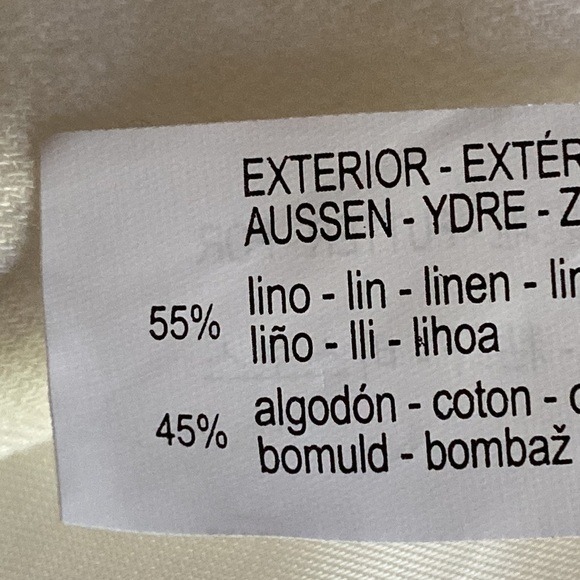 EXTERIOR - EXTÉR
AUSSEN - YDRE - Z
55% lino - lin - linen - lin
liño - lli - lihoa
45% algodón - coton - c
bomuld - bombaž